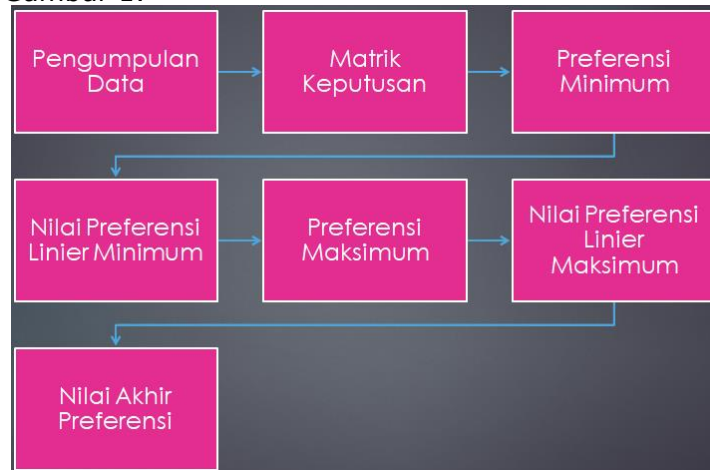 Pengumpulan
Data
Matrik
Keputusan
Preferensi
Minimum
Nilai Preferensi
Linier Minimum
Preferensi
Maksimum
Nilai Preferensi
Linier
Maksimum
Nilai Akhir
Preferensi